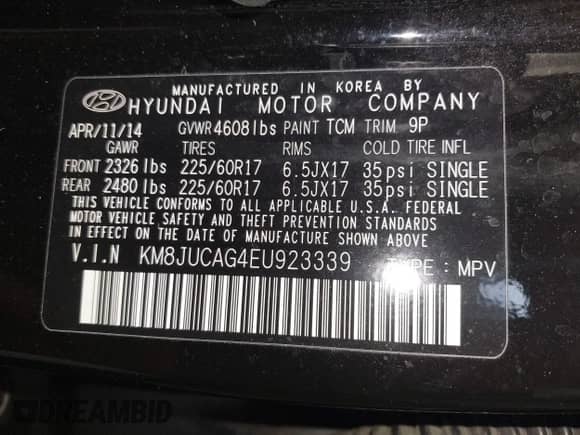 MANUFACTURED IN KOREA BY
HYUNDAI MOTOR COMPANY
APR/11/14 GVWR 4608 lbs PAINT TCM TRIM 9P
GAWR TIRES RIMS COLD TIRE INFL
FRONT 2326 lbs 225/60R17 6.5JX17 35psi SINGLE
REAR 2480 lbs 225/60R17 6.5JX17 35psi SINGLE
THIS VEHICLE CONFORMS TO ALL APPLICABLE U.S.A. FEDERAL
MOTOR VEHICLE SAFETY AND THEFT PREVENTION STANDARDS
IN EFFECT ON THE DATE OF MANUFACTURE SHOWN ABOVE.
V.I.N KM8JUCAG4EU923339 TYPE : MPV
DREAMBID